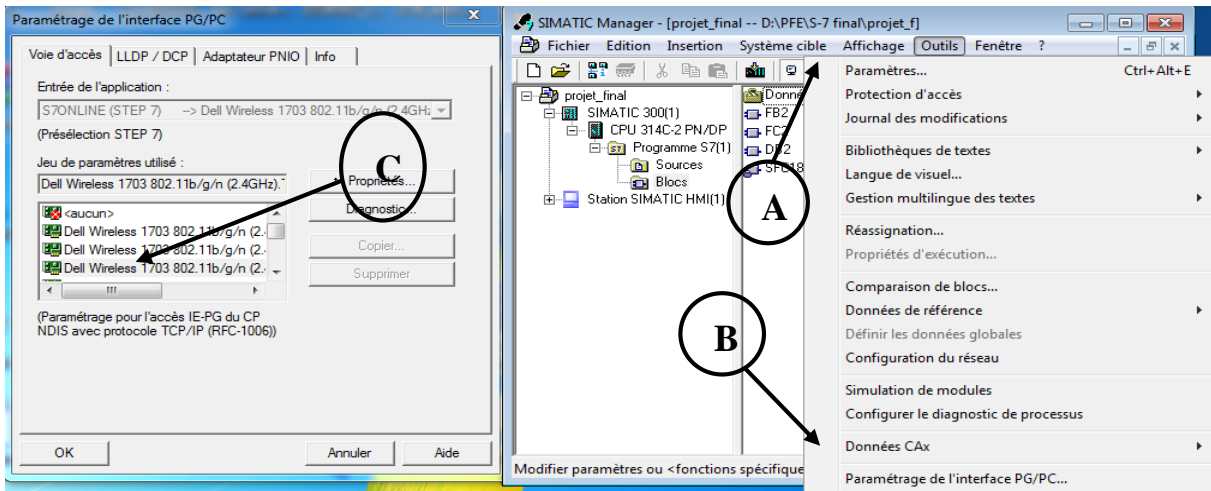 Paramétrage de l'interface PG/PC
Voie d'accès LLDP / DCP Adaptateur PNIO Info
Entrée de l'application :
S7ONLINE (STEP 7) --> Dell Wireless 1703 802.11b/g/n (2.4GHz
(Présélection STEP 7)
Jeu de paramètres utilisé :
Dell Wireless 1703 802.11b/g/n (2.4GHz).
Propriétés...
<aucun>
Diagnostic...
Dell Wireless 1703 802.11b/g/n (2.
Dell Wireless 1703 802.11b/g/n (2.
Copier...
Dell Wireless 1703 802.11b/g/n (2.
Supprimer
(Paramétrage pour l'accès IE-PG du CP
NDIS avec protocole TCP/IP (RFC-1006))
OK Annuler Aide
C
SIMATIC Manager - [projet_final -- D:\PFE\S-7 final\projet_f]
Fichier Edition Insertion Système cible Affichage Outils Fenêtre ?
projet_final
SIMATIC 300(1)
CPU 314C-2 PN/DP
Programme S7(1)
Sources
Blocs
Station SIMATIC HMI(1)
Donné
FB2
FC2
DB2
A
B
Modifier paramètres ou <fonctions spécifique
Paramètres... Ctrl+Alt+E
Protection d'accès
Journal des modifications
Bibliothèques de textes
Langue de visuel...
Gestion multilingue des textes
Réassignation...
Propriétés d'exécution...
Comparaison de blocs...
Données de référence
Définir les données globales
Configuration du réseau
Simulation de modules
Configurer le diagnostic de processus
Données CAx
Paramétrage de l'interface PG/PC...